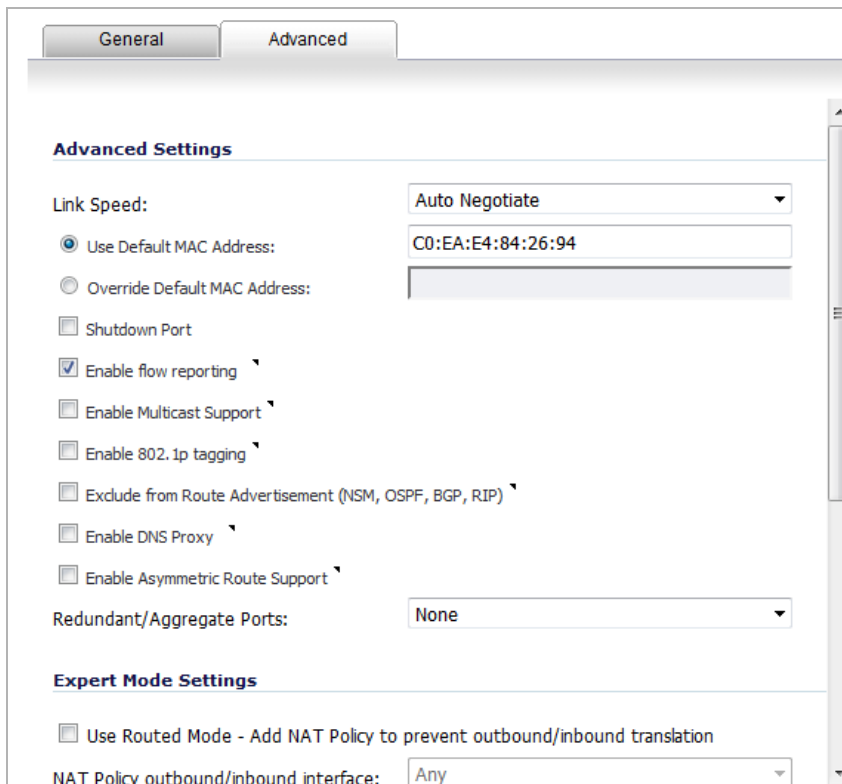 General Advanced
Advanced Settings
Link Speed: Auto Negotiate
Use Default MAC Address: C0:EA:E4:84:26:94
Override Default MAC Address:
Shutdown Port
Enable flow reporting
Enable Multicast Support
Enable 802.1p tagging
Exclude from Route Advertisement (NSM, OSPF, BGP, RIP)
Enable DNS Proxy
Enable Asymmetric Route Support
Redundant/Aggregate Ports: None
Expert Mode Settings
Use Routed Mode - Add NAT Policy to prevent outbound/inbound translation
NAT Policy outbound/inbound interface: Any